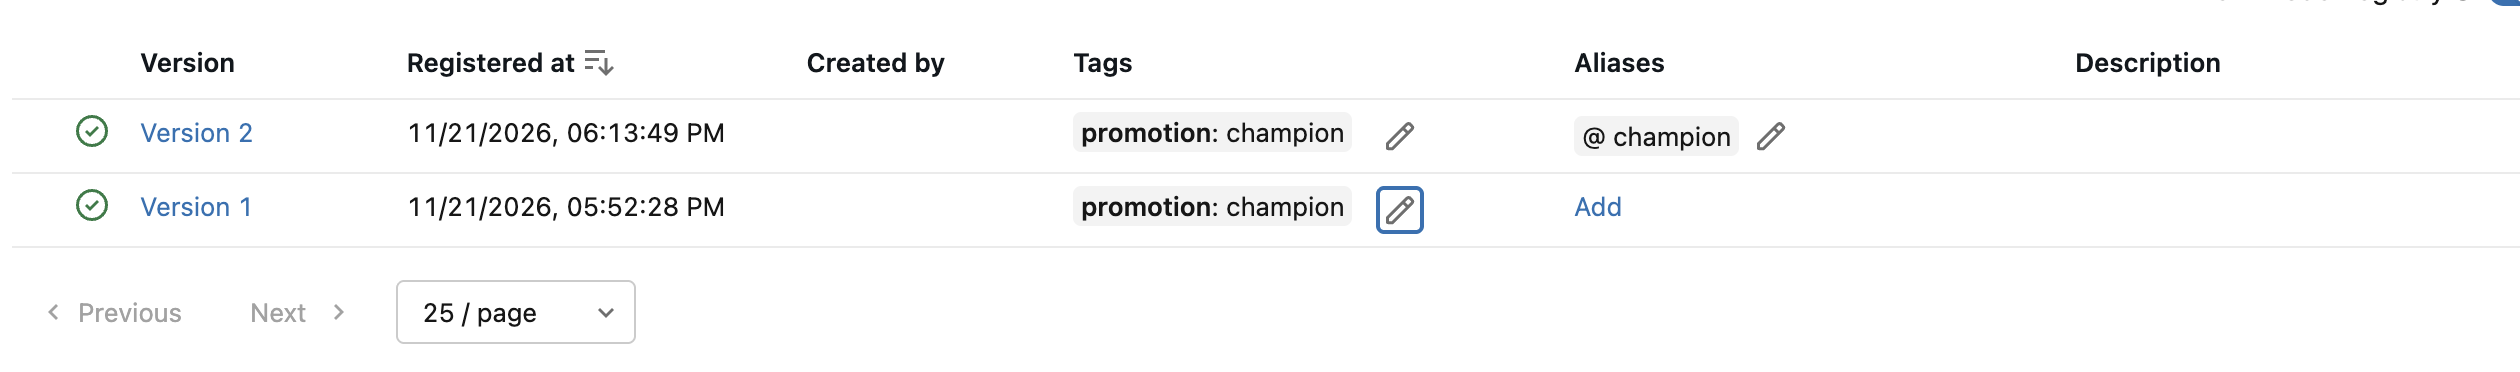 Version Registered at Created by Tags Aliases Description
Version 2 11/21/2026, 06:13:49 PM promotion: champion @ champion
Version 1 11/21/2026, 05:52:28 PM promotion: champion Add
Previous Next 25 / page